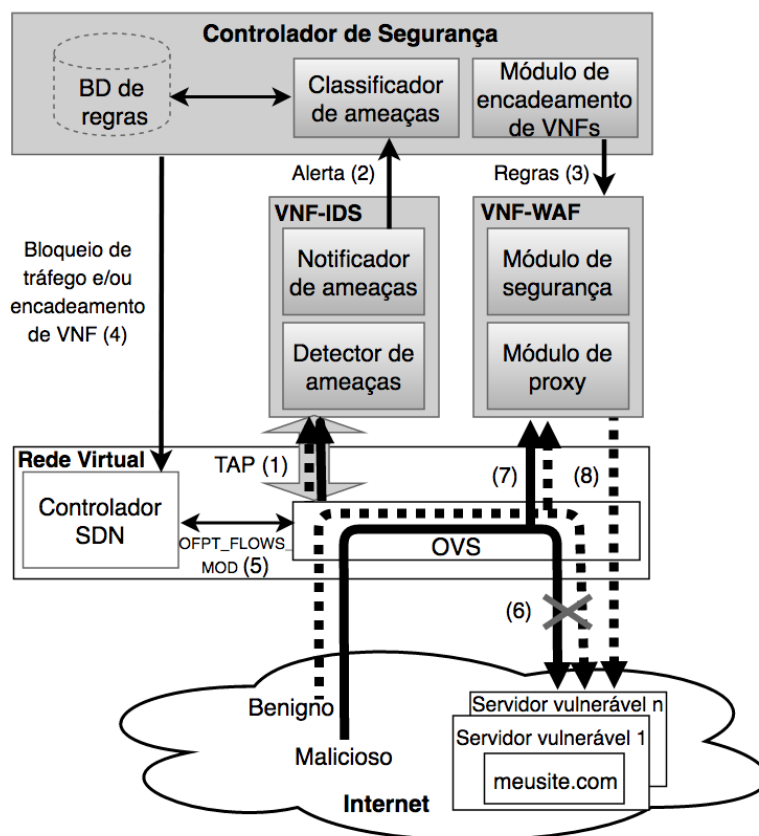 Controlador de Segurança
BD de
regras
Classificador
de ameaças
Módulo de
encadeamento
de VNFs
Alerta (2)
Regras (3)
Bloqueio de
tráfego e/ou
encadeamento
de VNF (4)
VNF-IDS
Notificador
de ameaças
Detector de
ameaças
VNF-WAF
Módulo de
segurança
Módulo de
proxy
Rede Virtual
TAP (1)
(7)
(8)
Controlador
SDN
OFPT_FLOWS_
MOD (5)
OVS
(6)
Benigno
Malicioso
Internet
Servidor vulnerável n
Servidor vulnerável 1
meusite.com